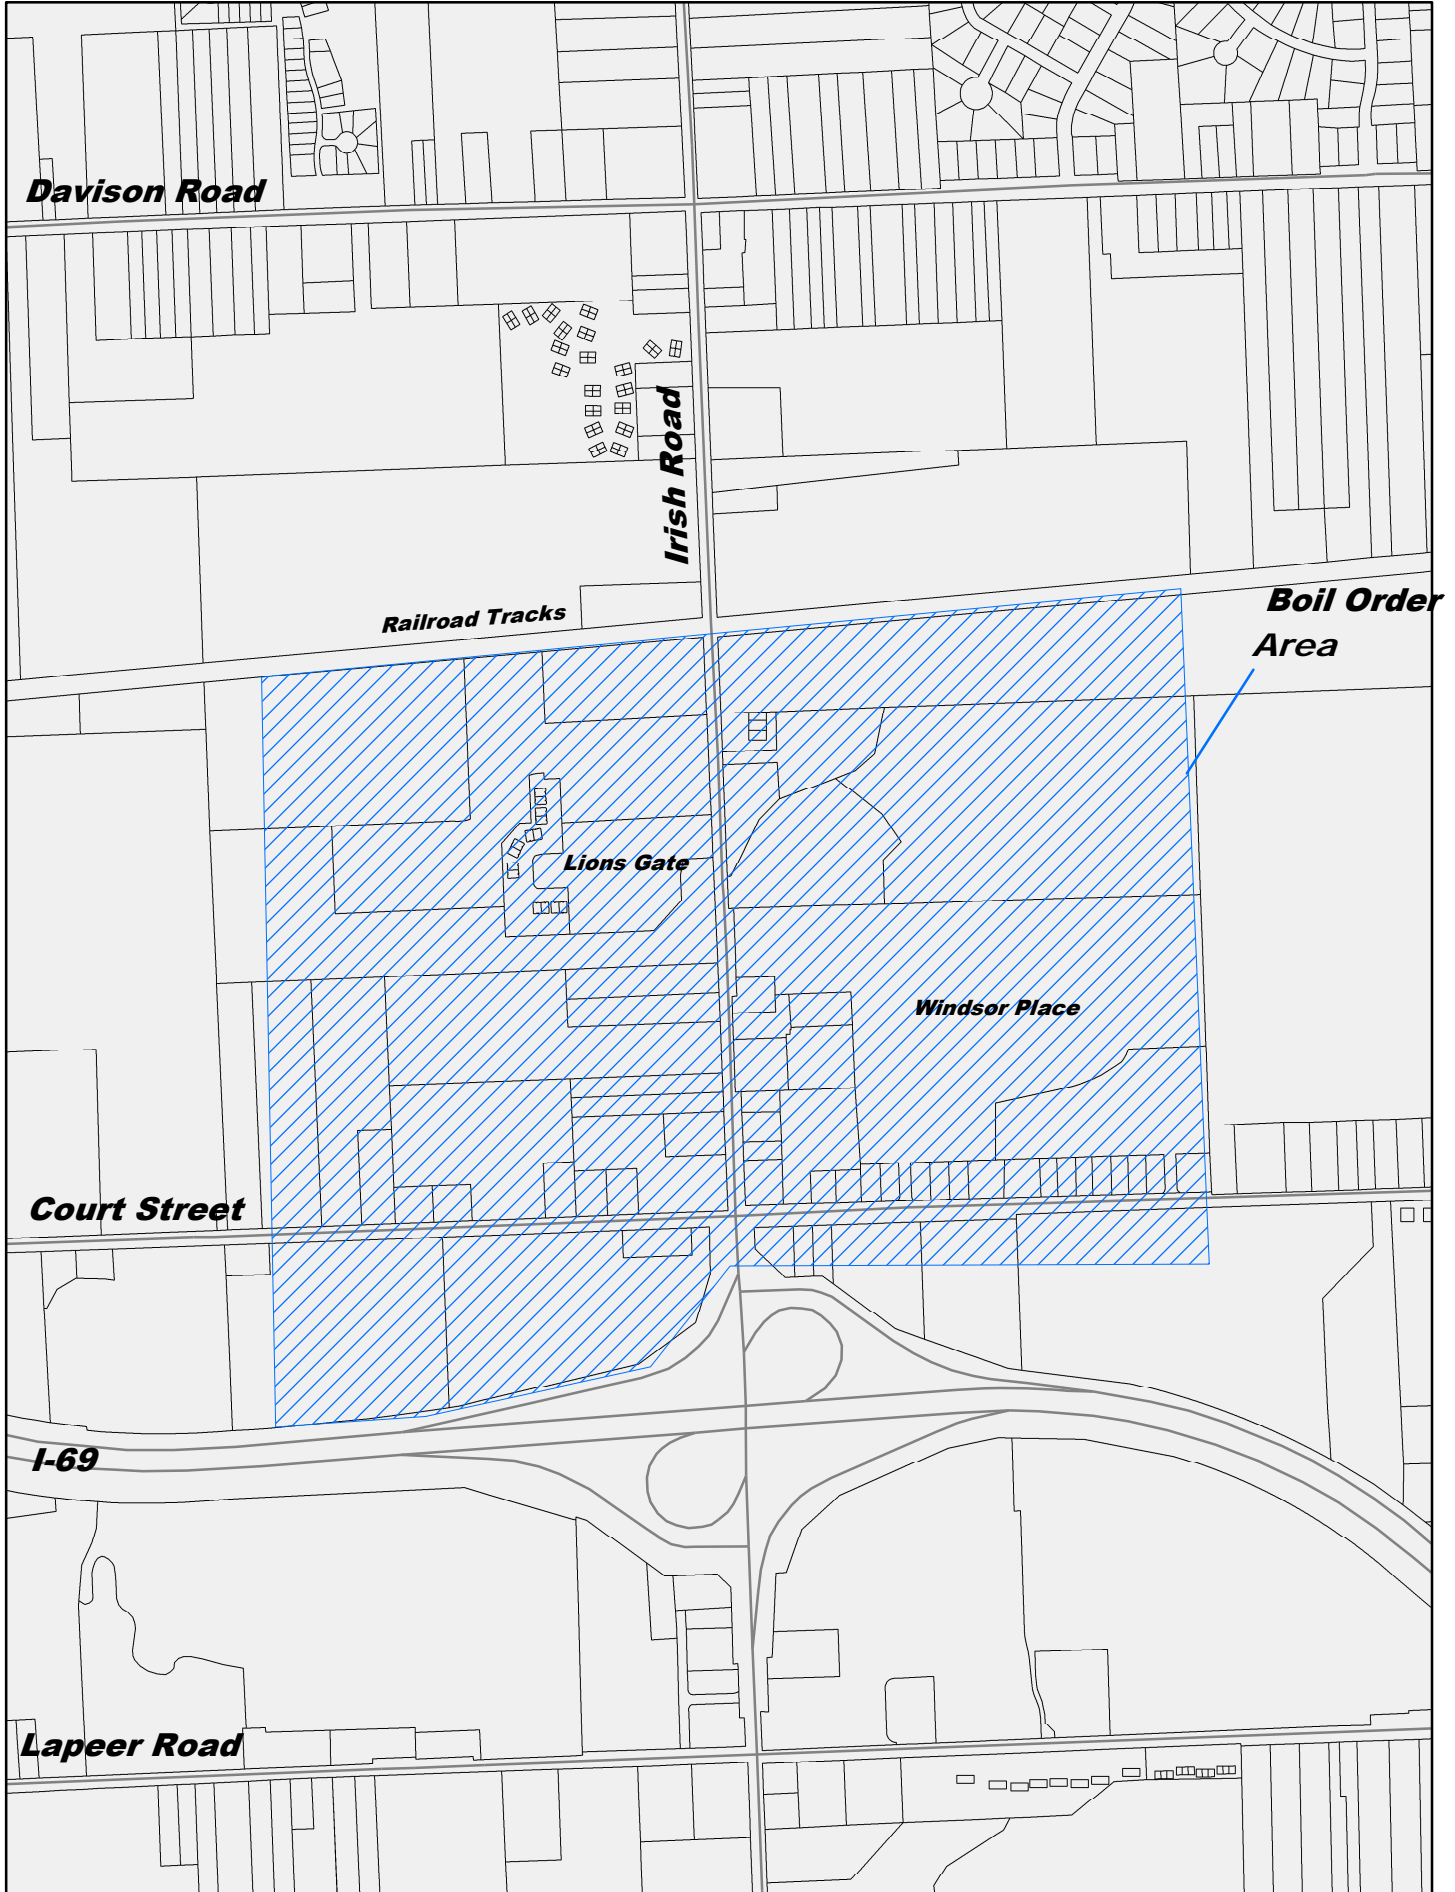 Davison Road
Irish Road
Railroad Tracks
Boil Order
Area
Lions Gate
Windsor Place
Court Street
I-69
Lapeer Road